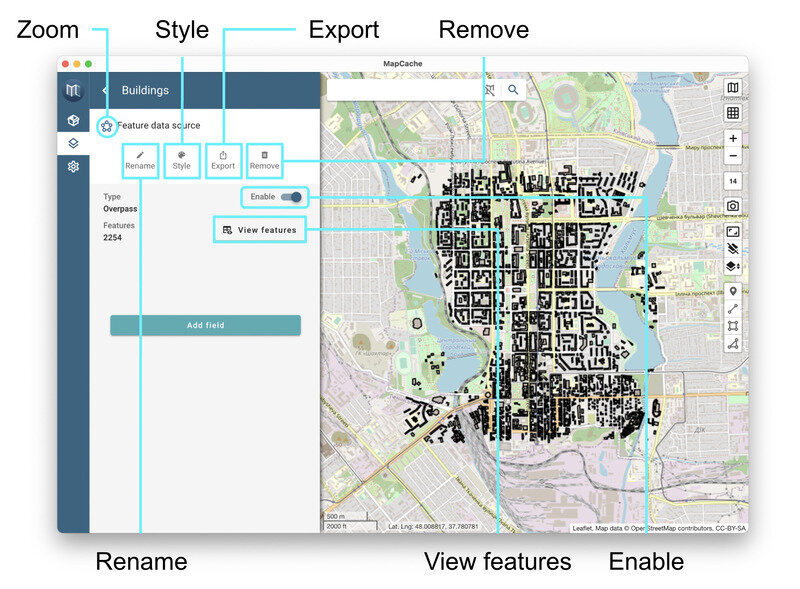 Zoom Style Export Remove
MapCache
Buildings
Feature data source
Rename Style Export Remove
Type
Overpass
Enable
Features
2254
View features
Add field
14
500 m
2000 ft
Lat, Lng: 48.008817, 37.780781
Leaflet, Map data © OpenStreetMap contributors, CC-BY-SA
Rename View features Enable